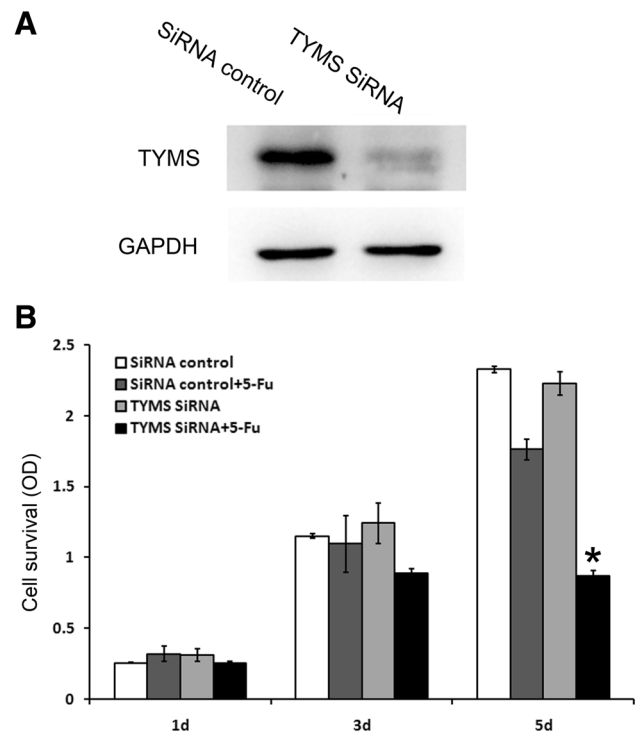 A
SiRNA control
TYMS SiRNA
TYMS
GAPDH
B
2.5
2
1.5
1
0.5
0
Cell survival (OD)
SiRNA control
SiRNA control+5-Fu
TYMS SiRNA
TYMS SiRNA+5-Fu
*
1d
3d
5d